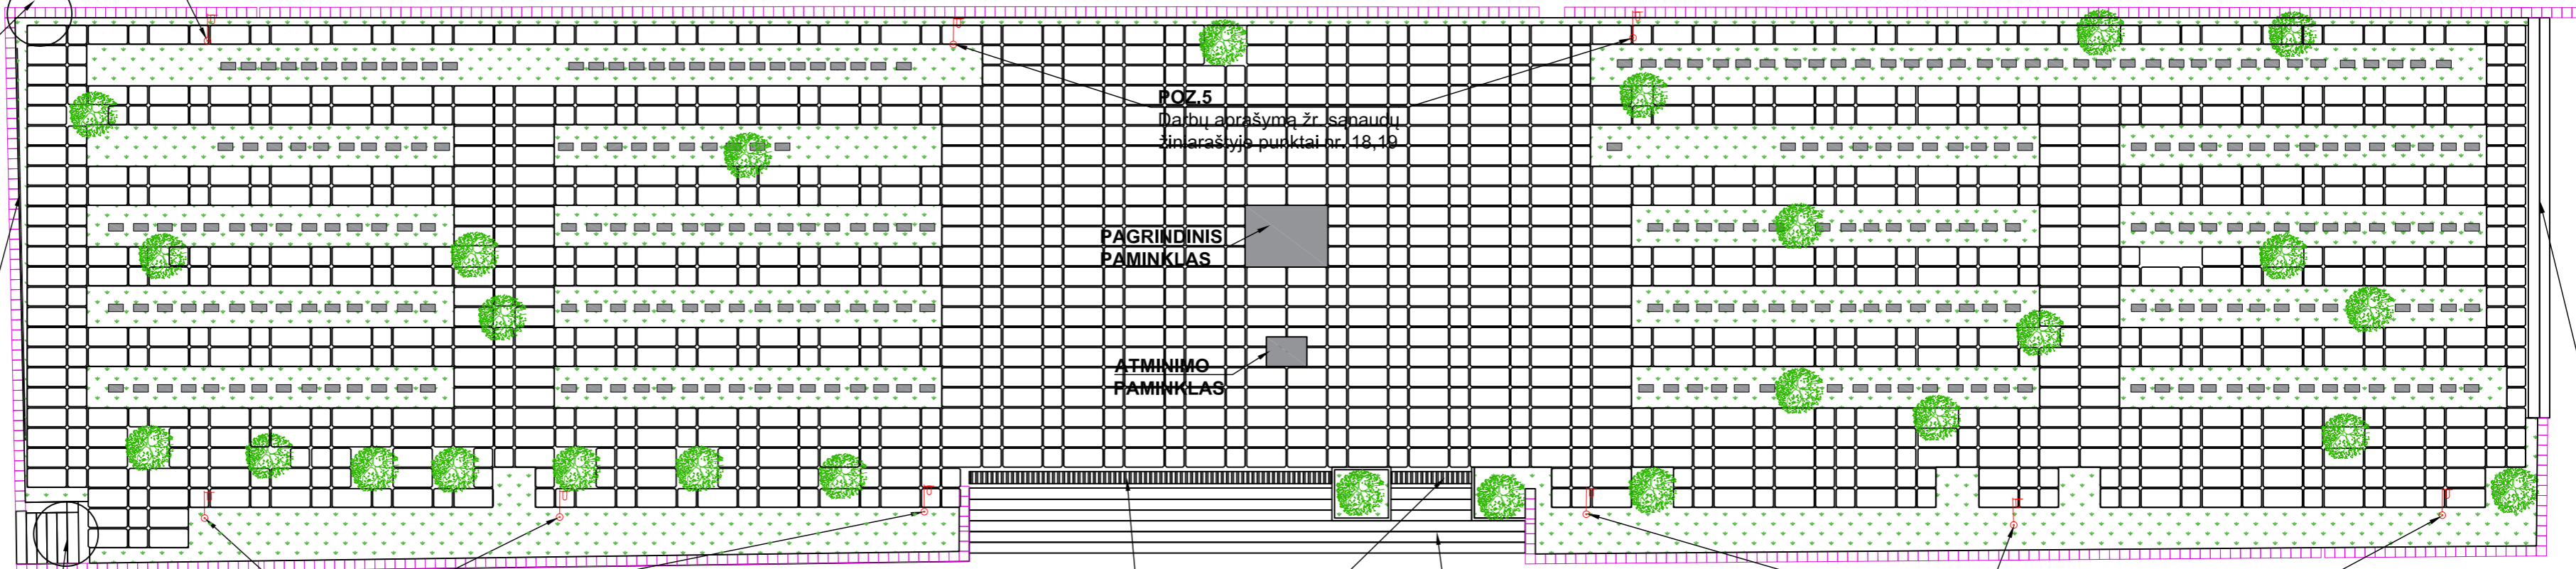 POZ.5
Darbų aprašymą žr. sąnaudų
žiniaraštyje punktai nr. 18,19
PAGRINDINIS
PAMINKLAS
ATMINIMO
PAMINKLAS